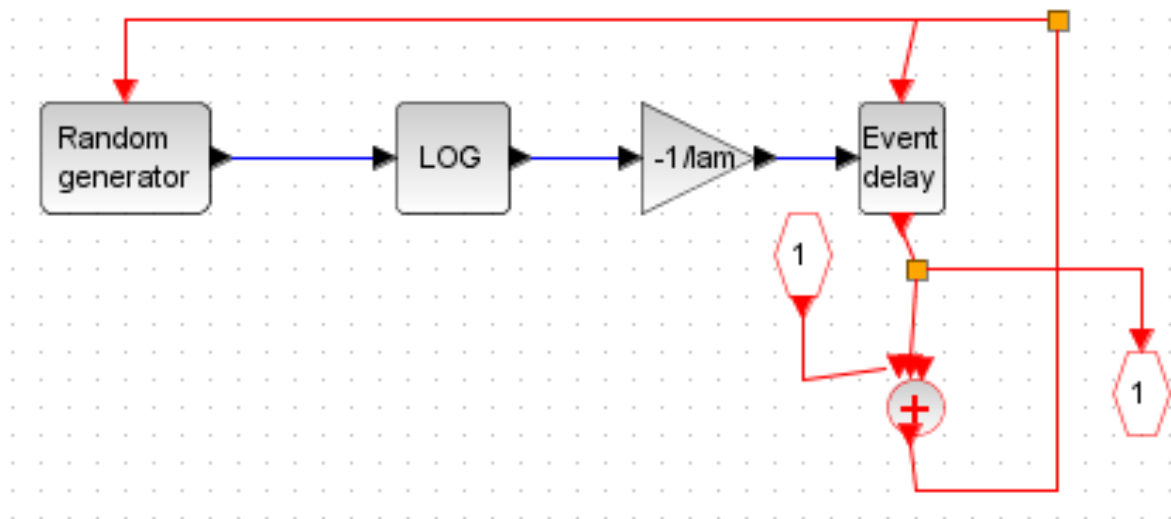 Random
generator
LOG
-1/lam
Event
delay
1
1
+